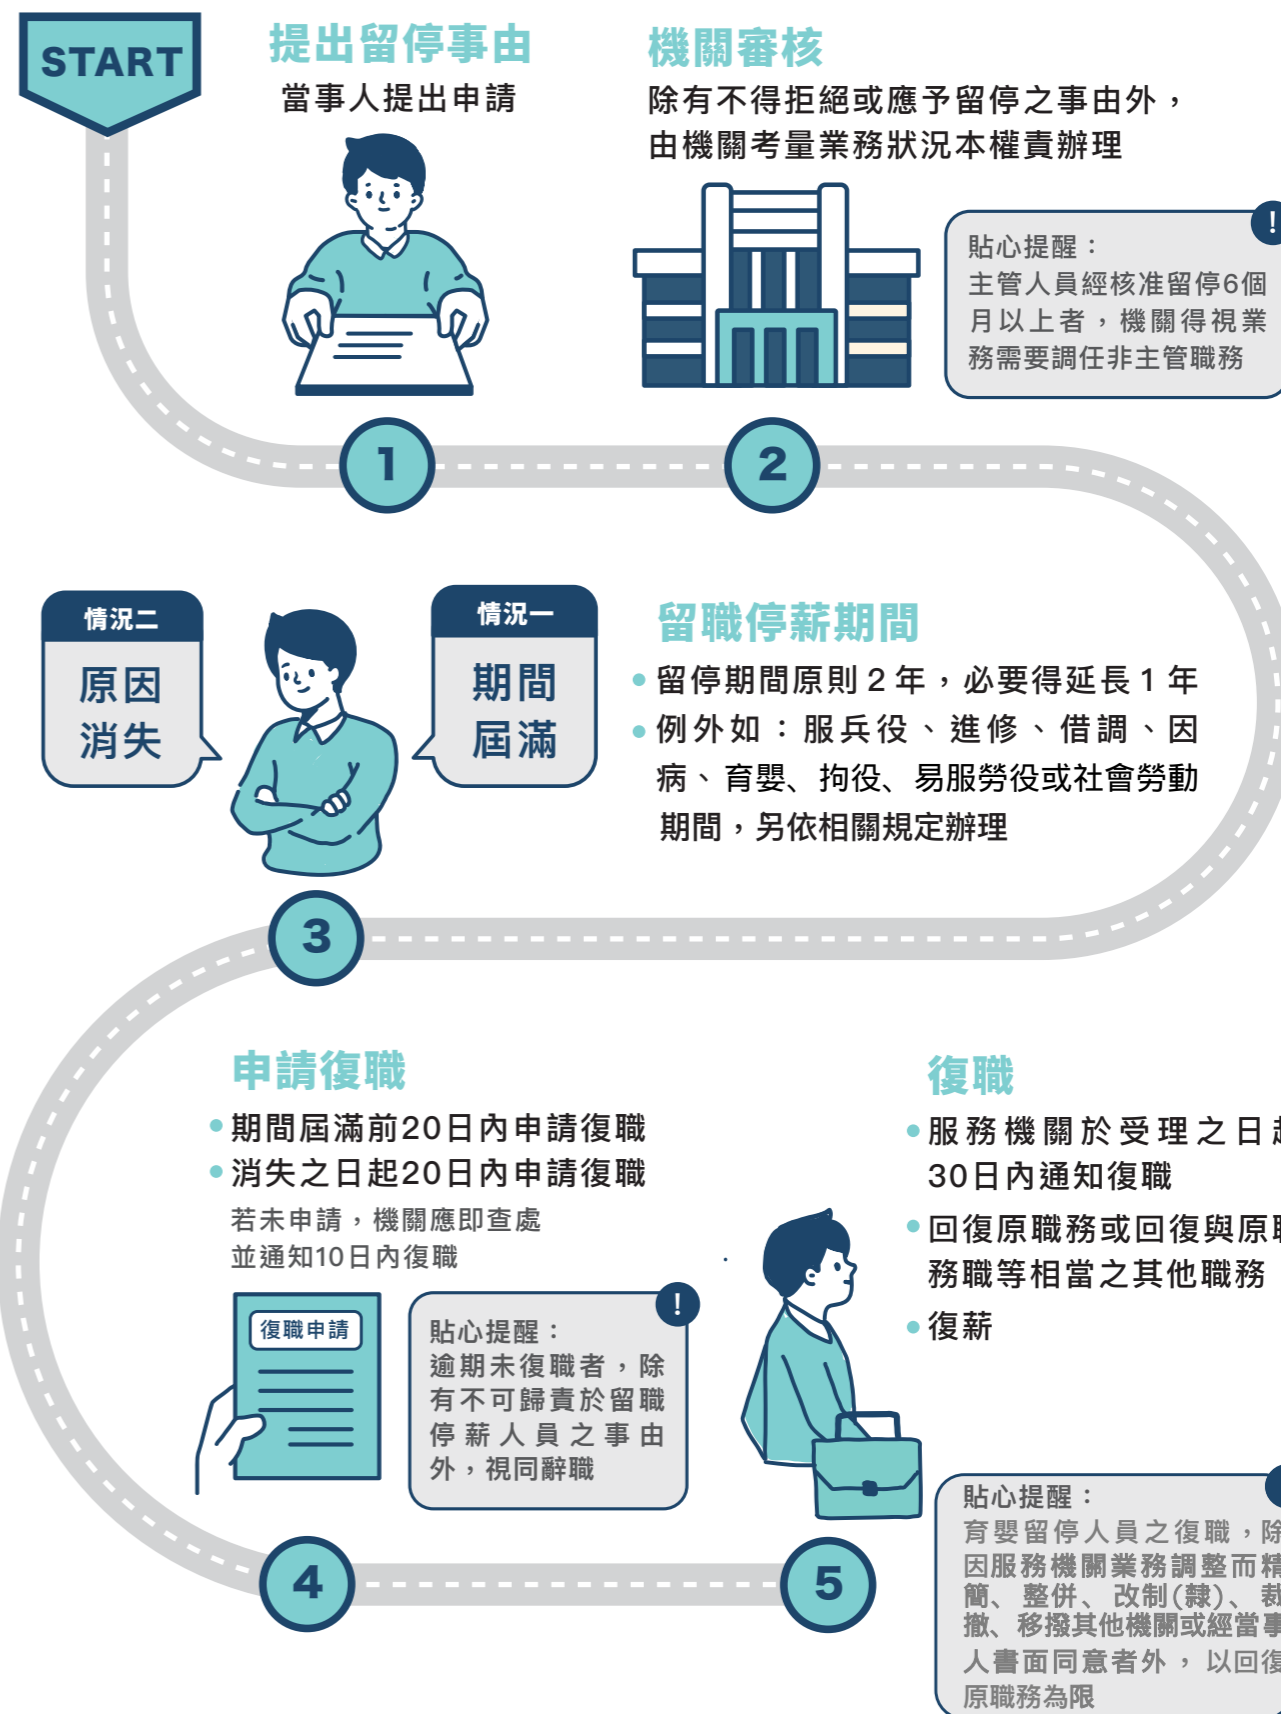 START
提出留停事由
當事人提出申請
機關審核
除有不得拒絕或應予留停之事由外，
由機關考量業務狀況本權責辦理
!
貼心提醒：
主管人員經核准留停6個
月以上者，機關得視業
務需要調任非主管職務
1
2
情況二
原因
消失
情況一
期間
屆滿
留職停薪期間
留停期間原則2年，必要得延長1年
例外如：服兵役、進修、借調、因
病、育嬰、拘役、易服勞役或社會勞動
期間，另依相關規定辦理
3
申請復職
期間屆滿前20日內申請復職
消失之日起20日內申請復職
若未申請，機關應即查處
並通知10日內復職
復職申請
!
貼心提醒：
逾期未復職者，除
有不可歸責於留職
停薪人員之事由
外，視同辭職
4
復職
服務機關於受理之日起
30日內通知復職
回復原職務或回復與原職
務職等相當之其他職務
復薪
5
貼心提醒：
育嬰留停人員之復職，除
因服務機關業務調整而精
簡、整併、改制(隸)、裁
撤、移撥其他機關或經當事
人書面同意者外，以回復
原職務為限